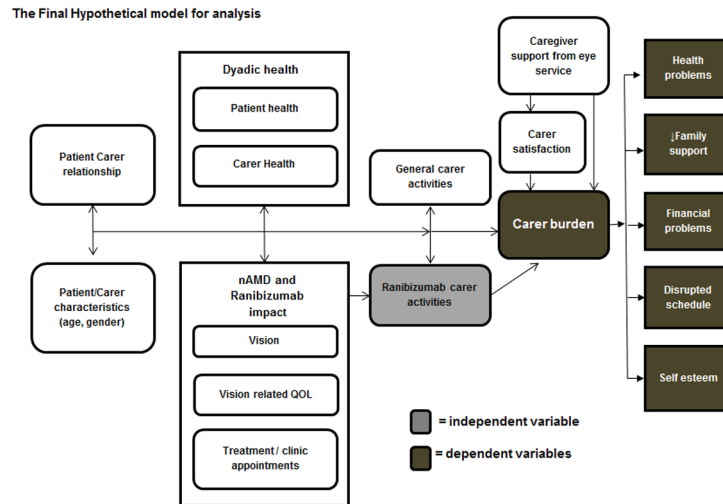 The Final Hypothetical model for analysis
Dyadic health
Patient health
Carer Health
Patient Carer
relationship
Patient/Carer
characteristics
(age, gender)
nAMD and
Ranibizumab
impact
Vision
Vision related QOL
Treatment / clinic
appointments
General carer
activities
Ranibizumab carer
activities
Caregiver
support from eye
service
Carer
satisfaction
Carer burden
Health
problems
↓Family
support
Financial
problems
Disrupted
schedule
Self esteem
= independent variable
= dependent variables